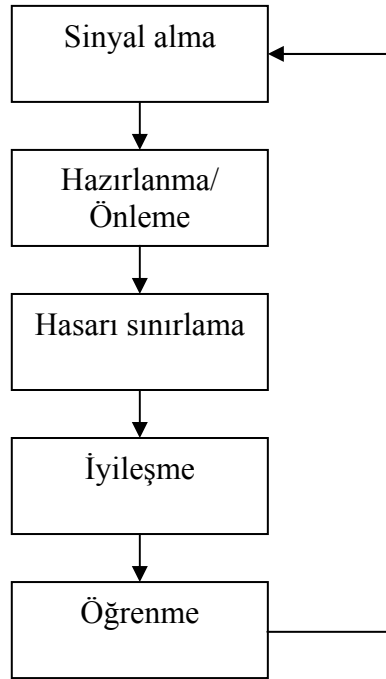 Sinyal alma
Hazırlanma/
Önleme
Hasarı sınırlama
İyileşme
Öğrenme